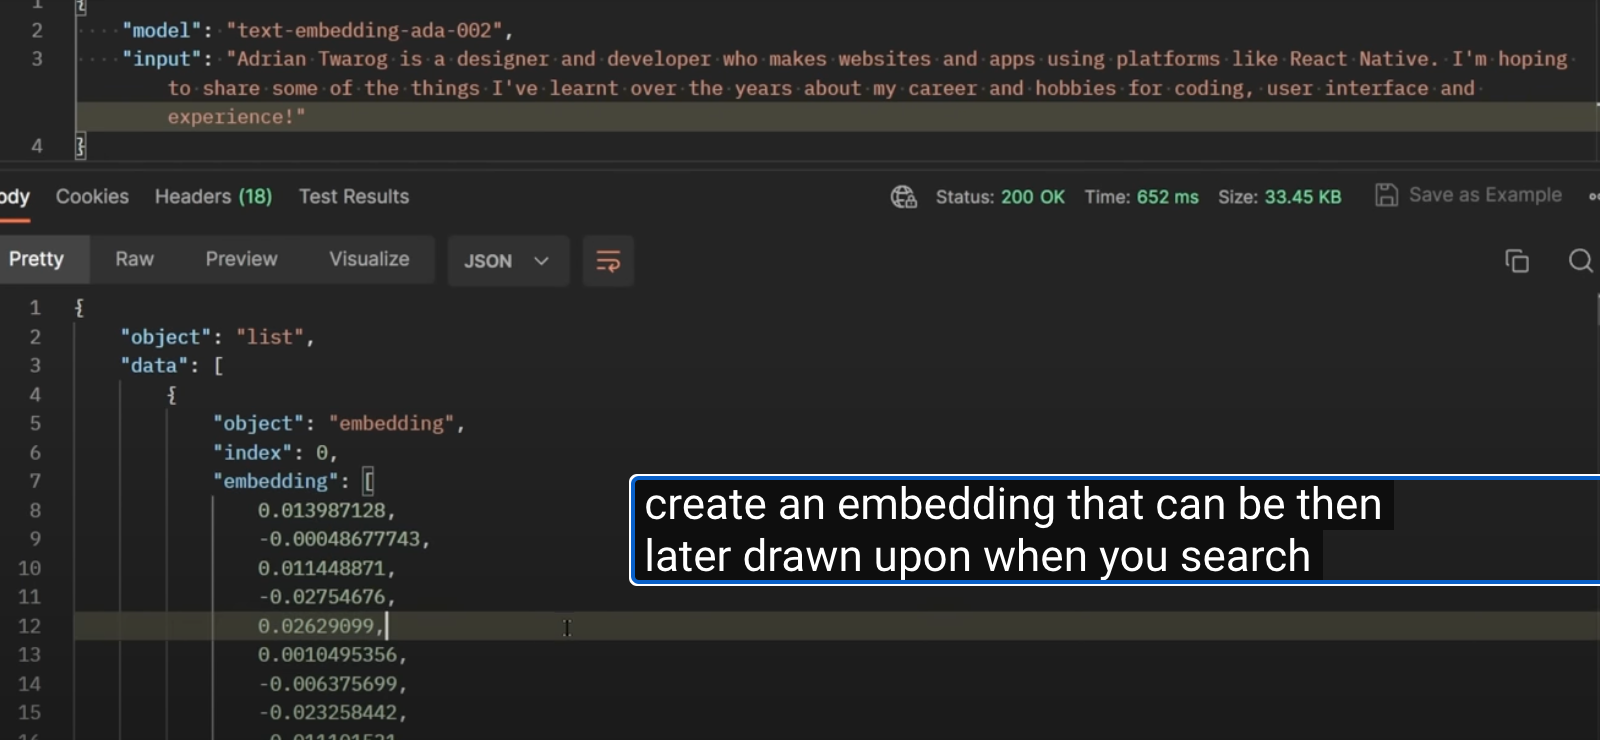 1 {
2 "model": "text-embedding-ada-002",
3 "input": "Adrian Twarog is a designer and developer who makes websites and apps using platforms like React Native. I'm hoping
to share some of the things I've learnt over the years about my career and hobbies for coding, user interface and
experience!"
4 }
ody Cookies Headers (18) Test Results Status: 200 OK Time: 652 ms Size: 33.45 KB Save as Example
Pretty Raw Preview Visualize JSON
1 {
2 "object": "list",
3 "data": [
4 {
5 "object": "embedding",
6 "index": 0,
7 "embedding": [
8 0.013987128,
9 -0.00048677743,
create an embedding that can be then
10 0.011448871,
later drawn upon when you search
11 -0.02754676,
12 0.02629099,
13 0.0010495356,
14 -0.006375699,
15 -0.023258442,